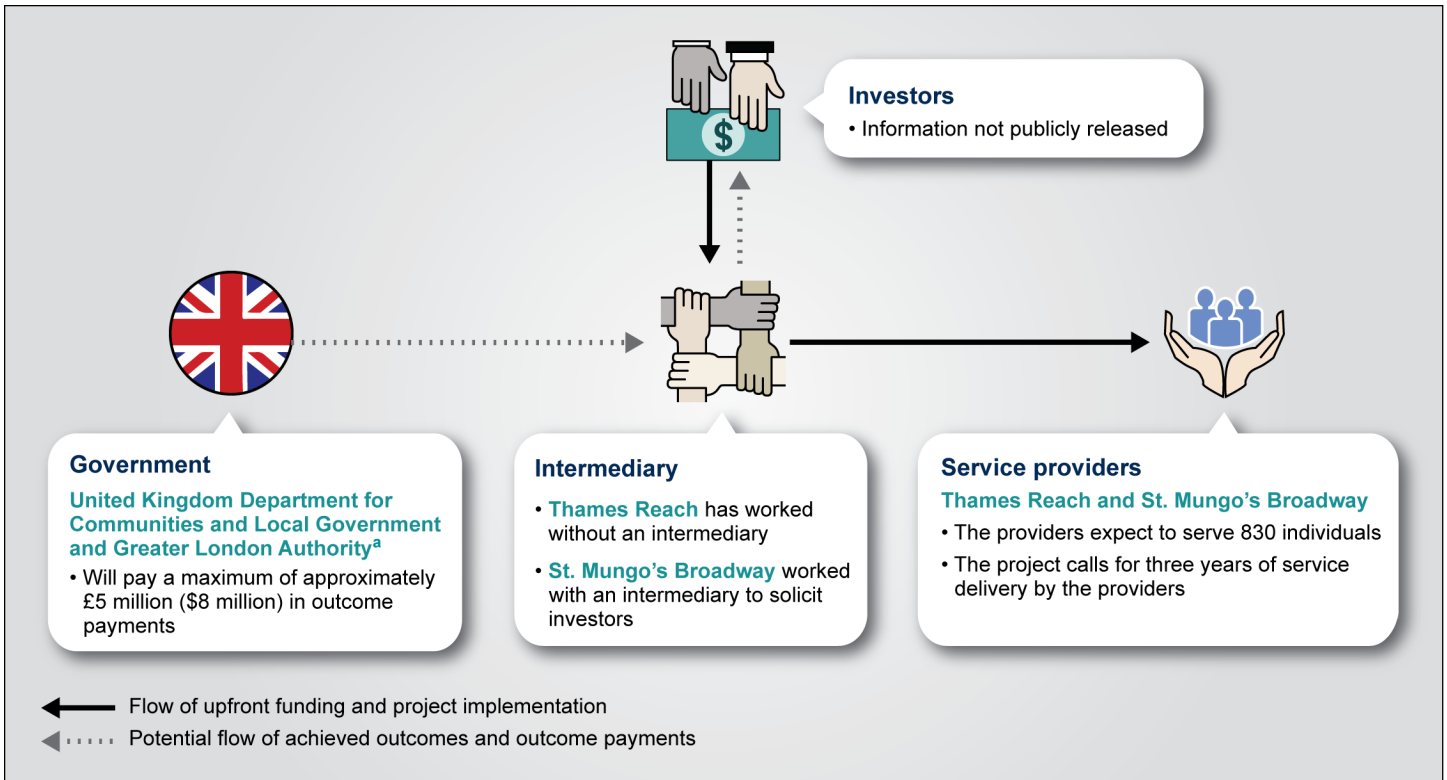 $
Investors
• Information not publicly released
Government
United Kingdom Department for
Communities and Local Government
and Greater London Authorityᵃ
• Will pay a maximum of approximately
£5 million ($8 million) in outcome
payments
Intermediary
• Thames Reach has worked
without an intermediary
• St. Mungo’s Broadway worked
with an intermediary to solicit
investors
Service providers
Thames Reach and St. Mungo’s Broadway
• The providers expect to serve 830 individuals
• The project calls for three years of service
delivery by the providers
Flow of upfront funding and project implementation
Potential flow of achieved outcomes and outcome payments